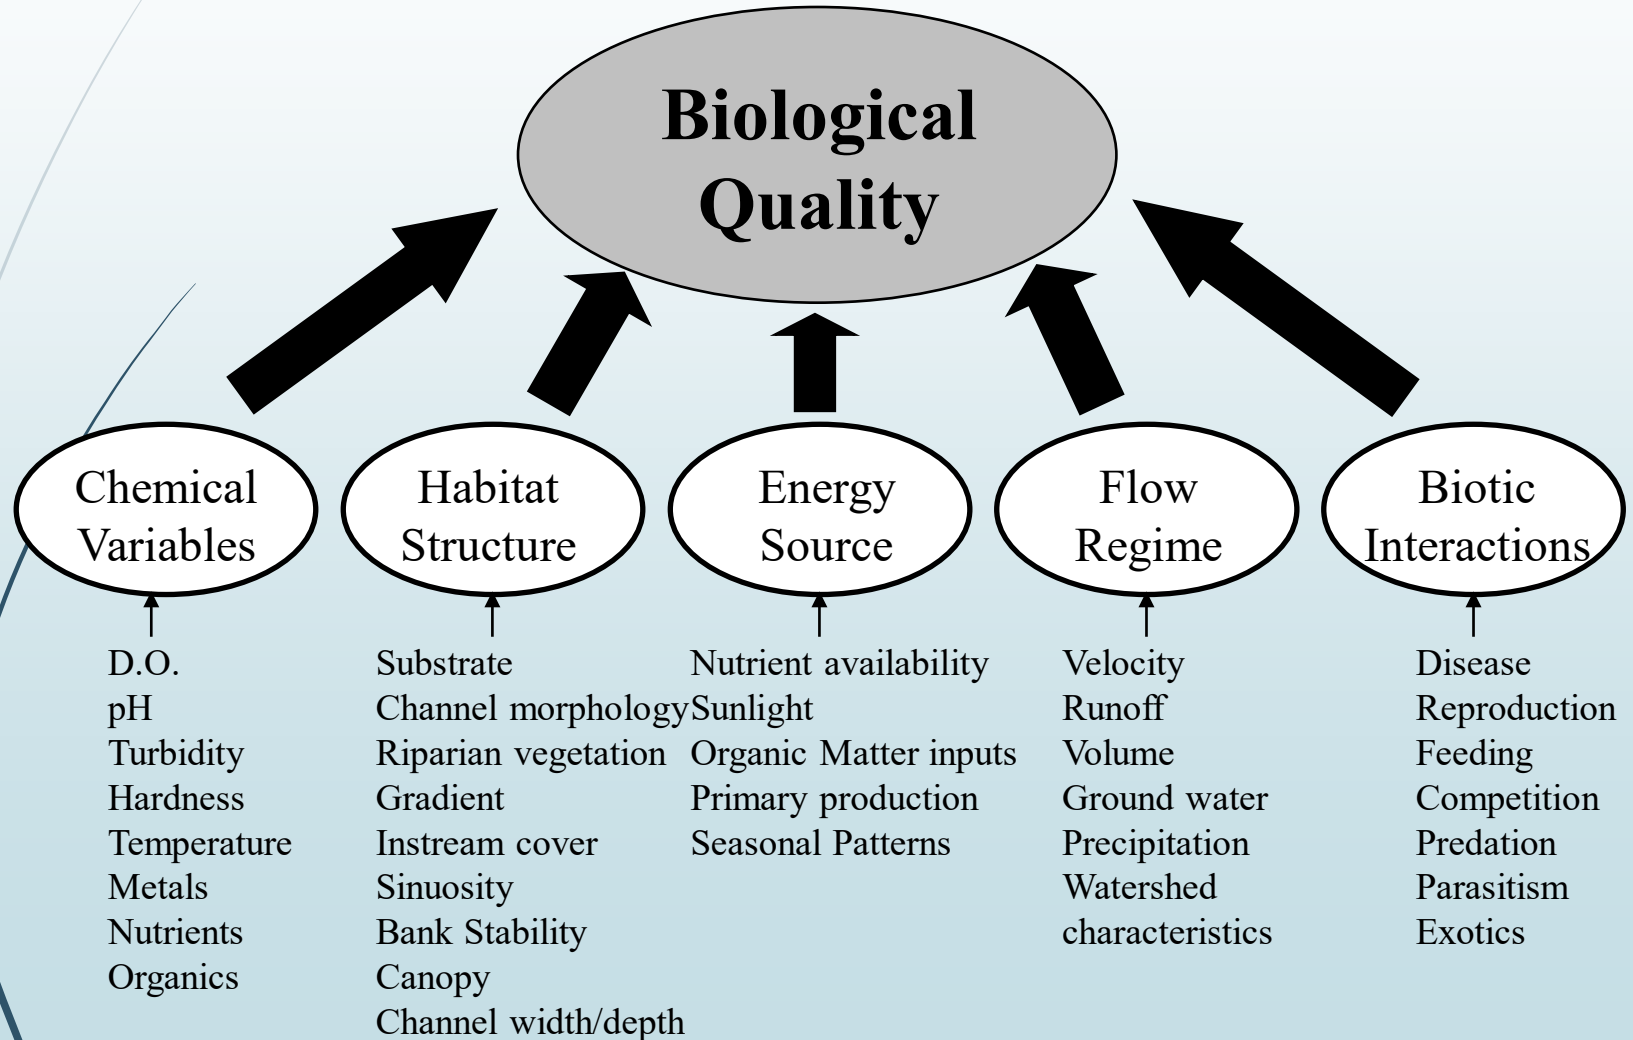 Biological
Quality
Chemical
Variables
Habitat
Structure
Energy
Source
Flow
Regime
Biotic
Interactions
D.O.
pH
Turbidity
Hardness
Temperature
Metals
Nutrients
Organics
Substrate
Channel morphology
Riparian vegetation
Gradient
Instream cover
Sinuosity
Bank Stability
Canopy
Channel width/depth
Nutrient availability
Sunlight
Organic Matter inputs
Primary production
Seasonal Patterns
Velocity
Runoff
Volume
Ground water
Precipitation
Watershed
characteristics
Disease
Reproduction
Feeding
Competition
Predation
Parasitism
Exotics